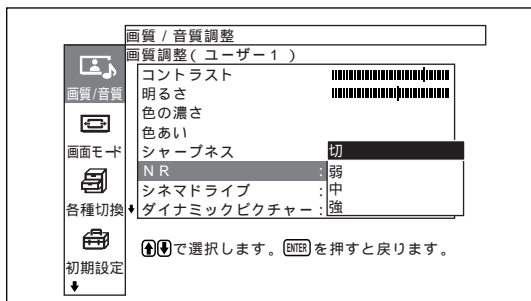 画質／音質調整
画質調整(ユーザー1)
画質/音質
画面モード
各種切換
初期設定
コントラスト
明るさ
色の濃さ
色あい
シャープネス
NR :
シネマドライブ :
ダイナミックピクチャー :
切
弱
中
強
で選択します。ENTERを押すと戻ります。